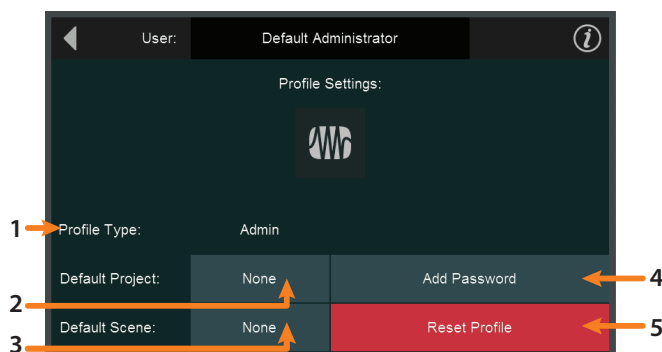 User: Default Administrator
Profile Settings:
1 Profile Type: Admin
Default Project: None Add Password 4
2
Default Scene: None Reset Profile 5
3